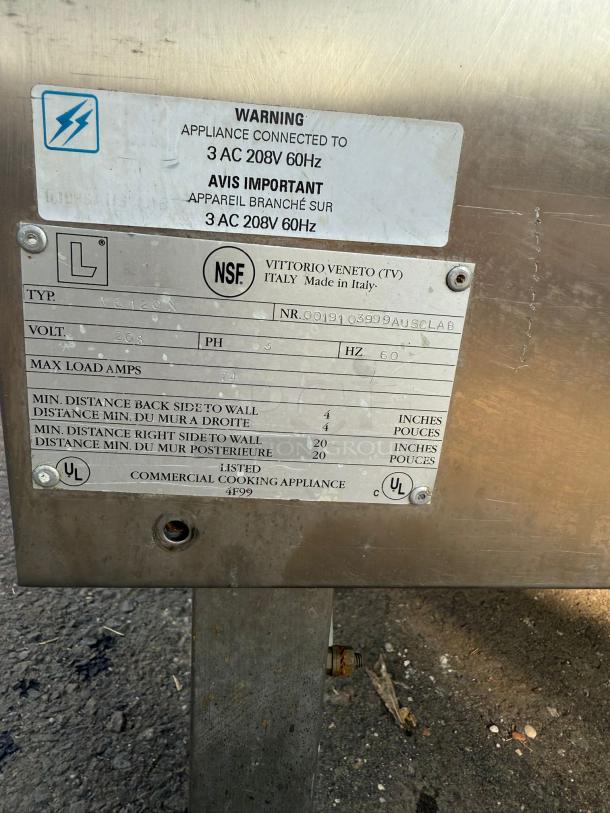 WARNING
APPLIANCE CONNECTED TO
3 AC 208V 60Hz
AVIS IMPORTANT
APPAREIL BRANCHÉ SUR
3 AC 208V 60Hz
L®
NSF.
VITTORIO VENETO (TV)
ITALY Made in Italy
TYP.
NR. 0019103999AUSCLAB
VOLT. 208 PH 3 HZ 60
MAX LOAD AMPS
MIN. DISTANCE BACK SIDE TO WALL 4 INCHES
DISTANCE MIN. DU MUR A DROITE 4 POUCES
MIN. DISTANCE RIGHT SIDE TO WALL 20 INCHES
DISTANCE MIN. DU MUR POSTERIEURE 20 POUCES
UL
LISTED
COMMERCIAL COOKING APPLIANCE
4F99
C UL